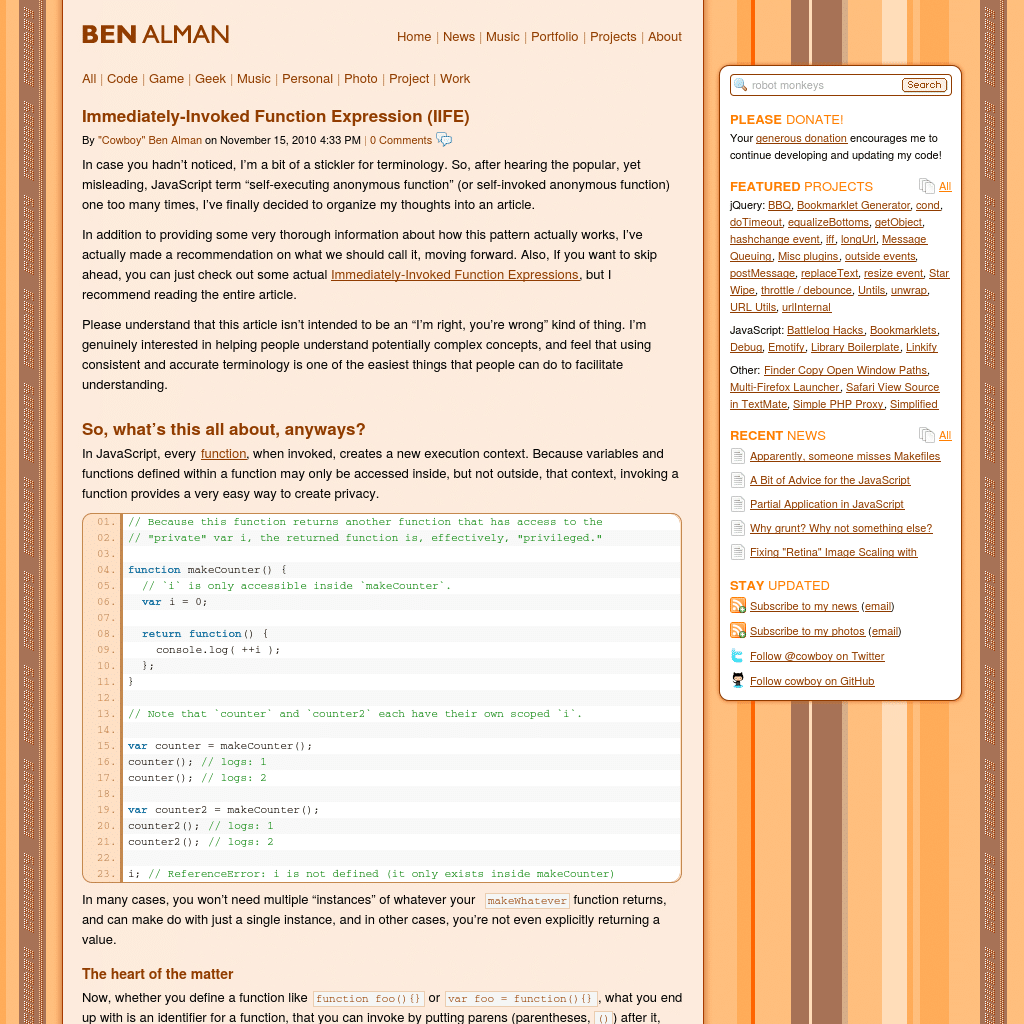 BEN ALMAN
Home | News | Music | Portfolio | Projects | About
All | Code | Game | Geek | Music | Personal | Photo | Project | Work
Immediately-Invoked Function Expression (IIFE)
By "Cowboy" Ben Alman on November 15, 2010 4:33 PM | 0 Comments
In case you hadn’t noticed, I’m a bit of a stickler for terminology. So, after hearing the popular, yet
misleading, JavaScript term “self-executing anonymous function” (or self-invoked anonymous function)
one too many times, I’ve finally decided to organize my thoughts into an article.
In addition to providing some very thorough information about how this pattern actually works, I’ve
actually made a recommendation on what we should call it, moving forward. Also, If you want to skip
ahead, you can just check out some actual Immediately-Invoked Function Expressions, but I
recommend reading the entire article.
Please understand that this article isn’t intended to be an “I’m right, you’re wrong” kind of thing. I’m
genuinely interested in helping people understand potentially complex concepts, and feel that using
consistent and accurate terminology is one of the easiest things that people can do to facilitate
understanding.
So, what’s this all about, anyways?
In JavaScript, every function, when invoked, creates a new execution context. Because variables and
functions defined within a function may only be accessed inside, but not outside, that context, invoking a
function provides a very easy way to create privacy.
01. // Because this function returns another function that has access to the
02. // "private" var i, the returned function is, effectively, "privileged."
03.
04. function makeCounter() {
05. // `i` is only accessible inside `makeCounter`.
06. var i = 0;
07.
08. return function() {
09. console.log( ++i );
10. };
11. }
12.
13. // Note that `counter` and `counter2` each have their own scoped `i`.
14.
15. var counter = makeCounter();
16. counter(); // logs: 1
17. counter(); // logs: 2
18.
19. var counter2 = makeCounter();
20. counter2(); // logs: 1
21. counter2(); // logs: 2
22.
23. i; // ReferenceError: i is not defined (it only exists inside makeCounter)
In many cases, you won’t need multiple “instances” of whatever your makeWhatever function returns,
and can make do with just a single instance, and in other cases, you’re not even explicitly returning a
value.
The heart of the matter
Now, whether you define a function like function foo(){} or var foo = function(){}, what you end
up with is an identifier for a function, that you can invoke by putting parens (parentheses, ()) after it,
robot monkeys Search
PLEASE DONATE!
Your generous donation encourages me to
continue developing and updating my code!
FEATURED PROJECTS All
jQuery: BBQ, Bookmarklet Generator, cond,
doTimeout, equalizeBottoms, getObject,
hashchange event, iff, longUrl, Message
Queuing, Misc plugins, outside events,
postMessage, replaceText, resize event, Star
Wipe, throttle / debounce, Untils, unwrap,
URL Utils, urlInternal
JavaScript: Battlelog Hacks, Bookmarklets,
Debug, Emotify, Library Boilerplate, Linkify
Other: Finder Copy Open Window Paths,
Multi-Firefox Launcher, Safari View Source
in TextMate, Simple PHP Proxy, Simplified
RECENT NEWS All
Apparently, someone misses Makefiles
A Bit of Advice for the JavaScript
Partial Application in JavaScript
Why grunt? Why not something else?
Fixing "Retina" Image Scaling with
STAY UPDATED
Subscribe to my news (email)
Subscribe to my photos (email)
Follow @cowboy on Twitter
Follow cowboy on GitHub